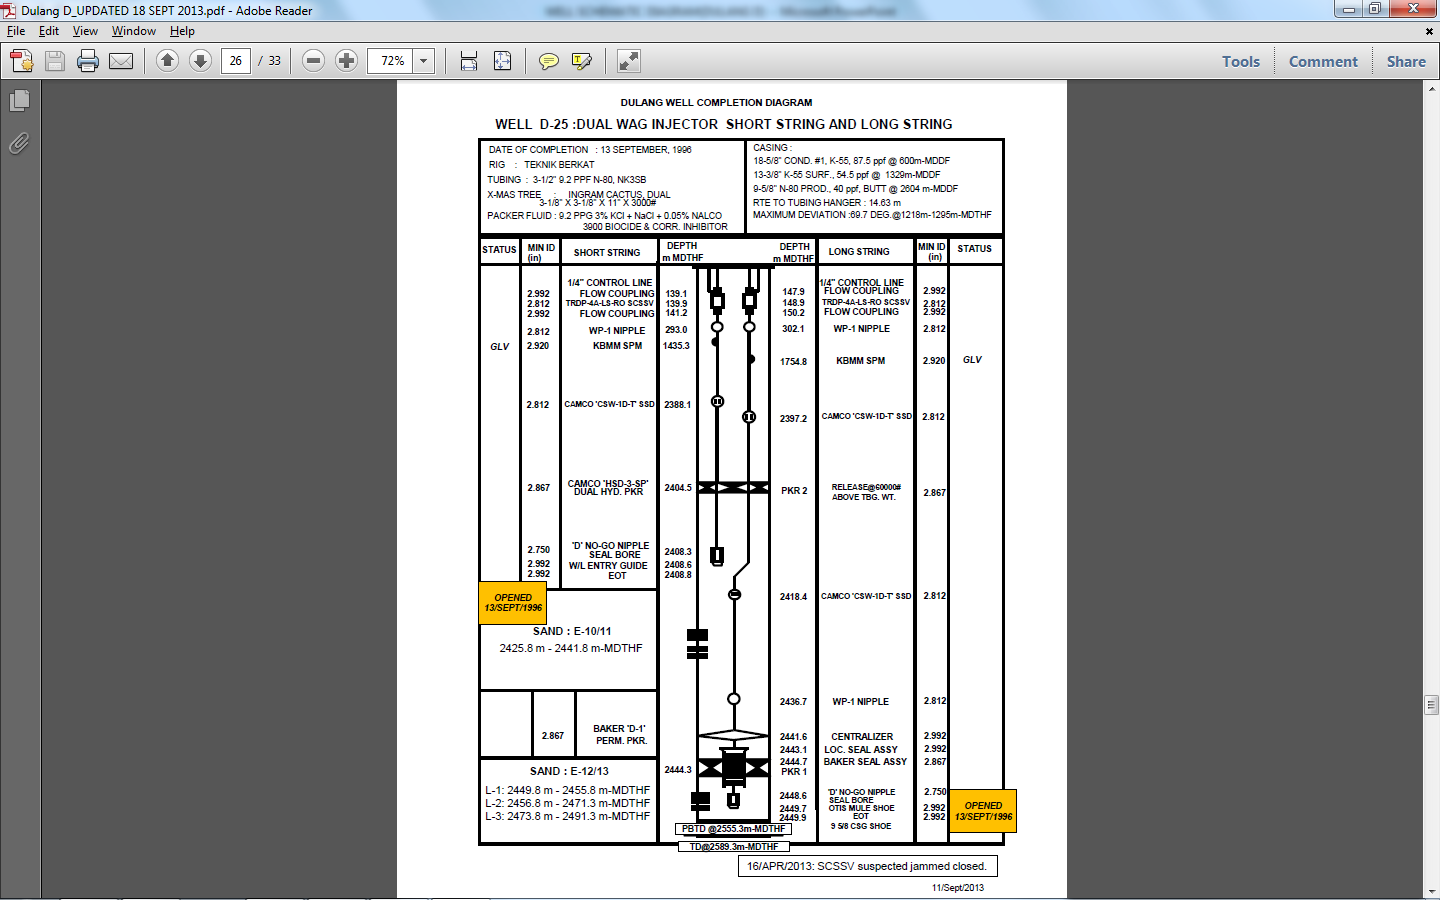 Dulang D_UPDATED 18 SEPT 2013.pdf - Adobe Reader
File Edit View Window Help
26 / 33 72% Tools Comment Share
DULANG WELL COMPLETION DIAGRAM
WELL D-25 :DUAL WAG INJECTOR SHORT STRING AND LONG STRING
DATE OF COMPLETION : 13 SEPTEMBER, 1996
RIG : TEKNIK BERKAT
TUBING : 3-1/2" 9.2 PPF N-80, NK3SB
X-MAS TREE : INGRAM CACTUS, DUAL
3-1/8" X 3-1/8" X 11" X 3000#
PACKER FLUID : 9.2 PPG 3% KCl + NaCl + 0.05% NALCO
3900 BIOCIDE & CORR. INHIBITOR
CASING :
18-5/8" COND. #1, K-55, 87.5 ppf @ 600m-MDDF
13-3/8" K-55 SURF., 54.5 ppf @ 1329m-MDDF
9-5/8" N-80 PROD., 40 ppf, BUTT @ 2604 m-MDDF
RTE TO TUBING HANGER : 14.63 m
MAXIMUM DEVIATION :69.7 DEG.@1218m-1295m-MDTHF
STATUS MIN ID (in) SHORT STRING DEPTH m MDTHF DEPTH m MDTHF LONG STRING MIN ID (in) STATUS
1/4" CONTROL LINE
2.992 FLOW COUPLING 139.1
2.812 TRDP-4A-LS-RO SCSSV 139.9
2.992 FLOW COUPLING 141.2
2.812 WP-1 NIPPLE 293.0
GLV 2.920 KBMM SPM 1435.3
2.812 CAMCO 'CSW-1D-T' SSD 2388.1
2.867 CAMCO 'HSD-3-SP' DUAL HYD. PKR 2404.5
2.750 'D' NO-GO NIPPLE SEAL BORE 2408.3
2.992 W/L ENTRY GUIDE 2408.6
2.992 EOT 2408.8
OPENED
13/SEPT/1996
SAND : E-10/11
2425.8 m - 2441.8 m-MDTHF
2.867 BAKER 'D-1' PERM. PKR.
2444.3
SAND : E-12/13
L-1: 2449.8 m - 2455.8 m-MDTHF
L-2: 2456.8 m - 2471.3 m-MDTHF
L-3: 2473.8 m - 2491.3 m-MDTHF
1/4" CONTROL LINE
147.9 FLOW COUPLING 2.992
148.9 TRDP-4A-LS-RO SCSSV 2.812
150.2 FLOW COUPLING 2.992
302.1 WP-1 NIPPLE 2.812
1754.8 KBMM SPM 2.920 GLV
2397.2 CAMCO 'CSW-1D-T' SSD 2.812
PKR 2 RELEASE@60000# ABOVE TBG. WT. 2.867
2418.4 CAMCO 'CSW-1D-T' SSD 2.812
2436.7 WP-1 NIPPLE 2.812
2441.6 CENTRALIZER 2.992
2443.1 LOC. SEAL ASSY 2.992
2444.7 BAKER SEAL ASSY 2.867
PKR 1
2448.6 'D' NO-GO NIPPLE SEAL BORE 2.750
2449.7 OTIS MULE SHOE 2.992
2449.9 EOT 2.992
9 5/8 CSG SHOE
OPENED
13/SEPT/1996
PBTD @2555.3m-MDTHF
TD@2589.3m-MDTHF
16/APR/2013: SCSSV suspected jammed closed.
11/Sept/2013